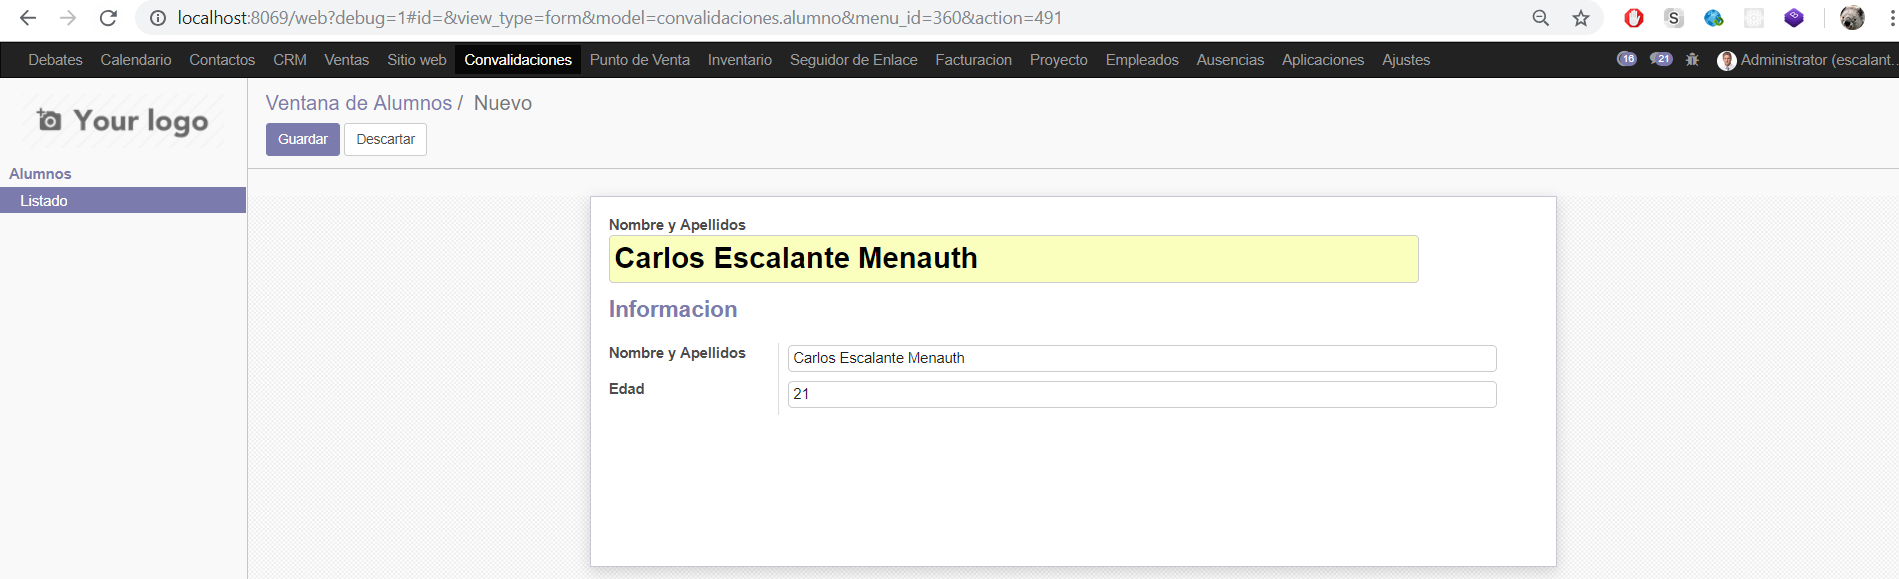 localhost:8069/web?debug=1#id=&view_type=form&model=convalidaciones.alumno&menu_id=360&action=491
S
Debates Calendario Contactos CRM Ventas Sitio web Convalidaciones Punto de Venta Inventario Seguidor de Enlace Facturacion Proyecto Empleados Ausencias Aplicaciones Ajustes 16 21 Administrator (escalant...
Your logo
Ventana de Alumnos / Nuevo
Guardar Descartar
Alumnos
Listado
Nombre y Apellidos
Carlos Escalante Menauth
Informacion
Nombre y Apellidos Carlos Escalante Menauth
Edad 21